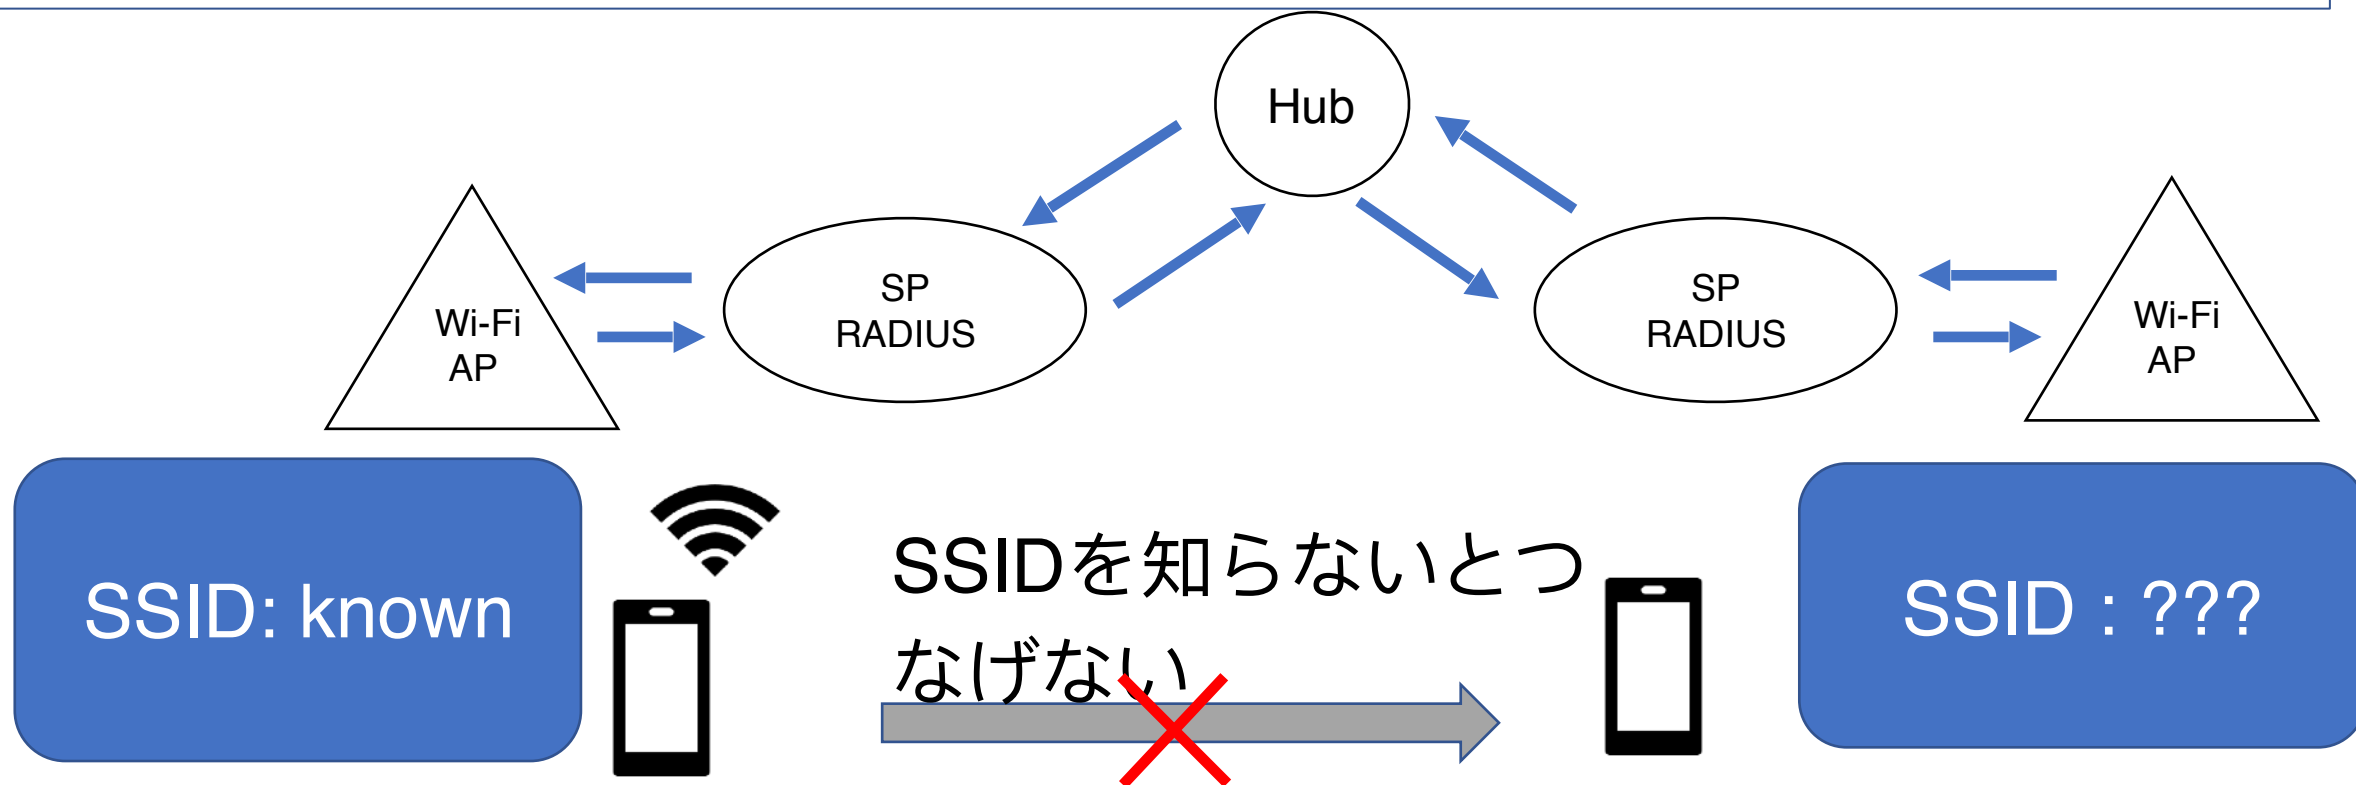 Hub
Wi-Fi
AP
SP
RADIUS
SP
RADIUS
Wi-Fi
AP
SSID: known
SSIDを知らないとつ
なげない
SSID : ???